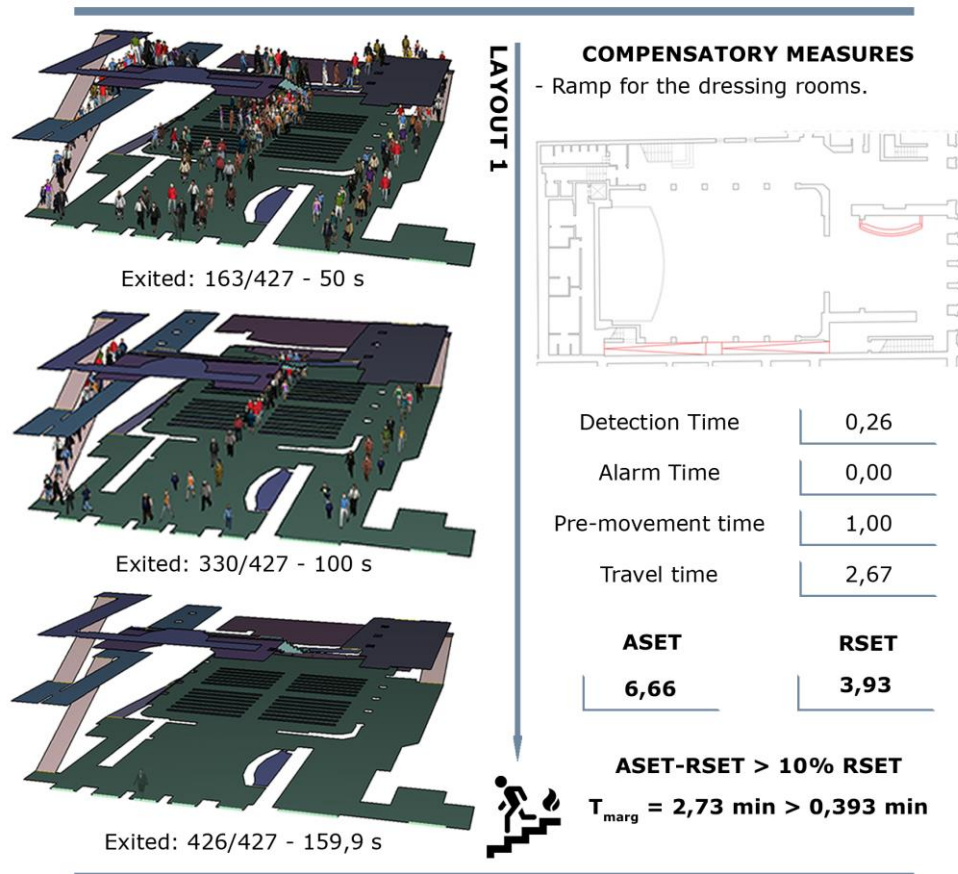 Exited: 163/427 - 50 s
Exited: 330/427 - 100 s
Exited: 426/427 - 159,9 s
LAYOUT 1
COMPENSATORY MEASURES
- Ramp for the dressing rooms.
Detection Time 0,26
Alarm Time 0,00
Pre-movement time 1,00
Travel time 2,67
ASET RSET
6,66 3,93
ASET-RSET > 10% RSET
Tmarg = 2,73 min > 0,393 min